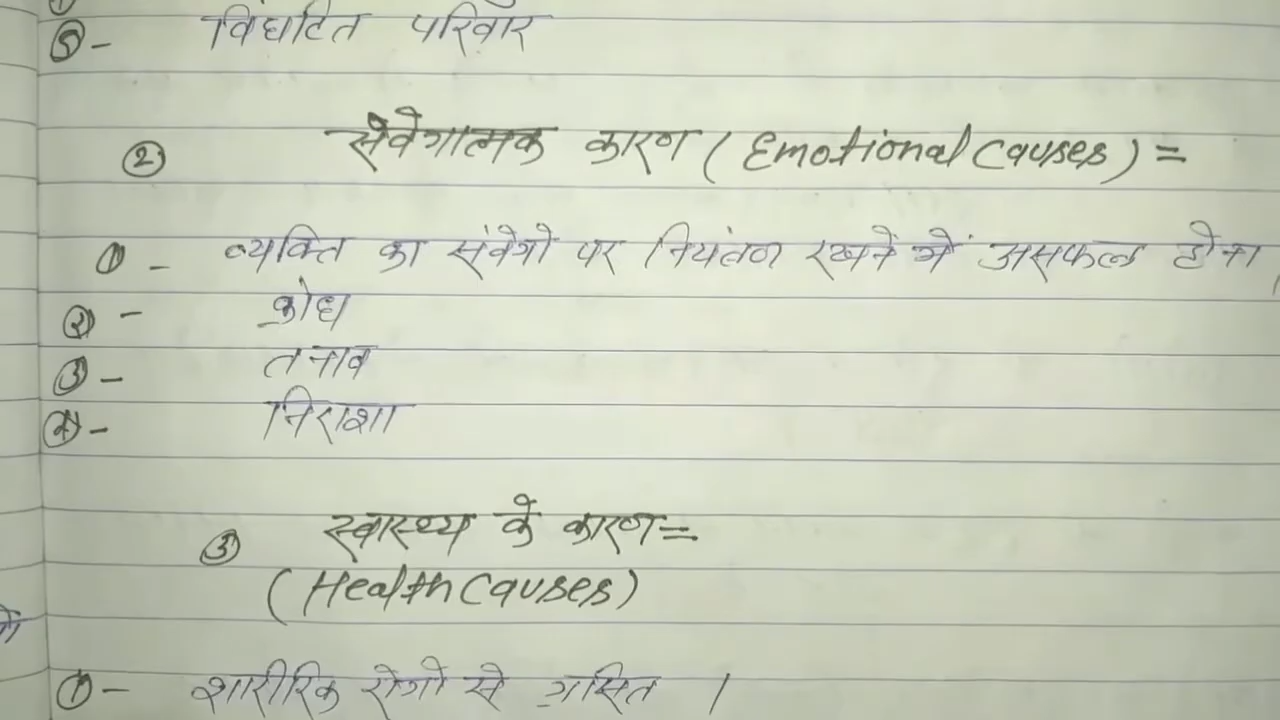 ५- विघटित परिवार
② संवेगात्मक कारण ( Emotional Causes ) =
①- व्यक्ति का संवेगो पर नियंत्रण रखने में असफल होना ।
②- क्रोध
③- तनाव
④- निराशा
③ स्वास्थ्य के कारण=
( Health Causes )
①- शारीरिक रोगो से ग्रसित ।